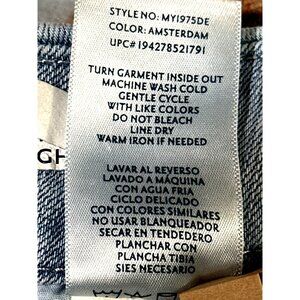 STYLE NO: MY1975DE
COLOR: AMSTERDAM
UPC# 194278521791
TURN GARMENT INSIDE OUT
MACHINE WASH COLD
GENTLE CYCLE
WITH LIKE COLORS
DO NOT BLEACH
LINE DRY
WARM IRON IF NEEDED
LAVAR AL REVERSO
LAVADO A MÁQUINA
CON AGUA FRIA
CICLO DELICADO
CON COLORES SIMILARES
NO USAR BLANQUEADOR
SECAR EN TENDEDERO
PLANCHAR CON
PLANCHA TIBIA
SIES NECESARIO
GH